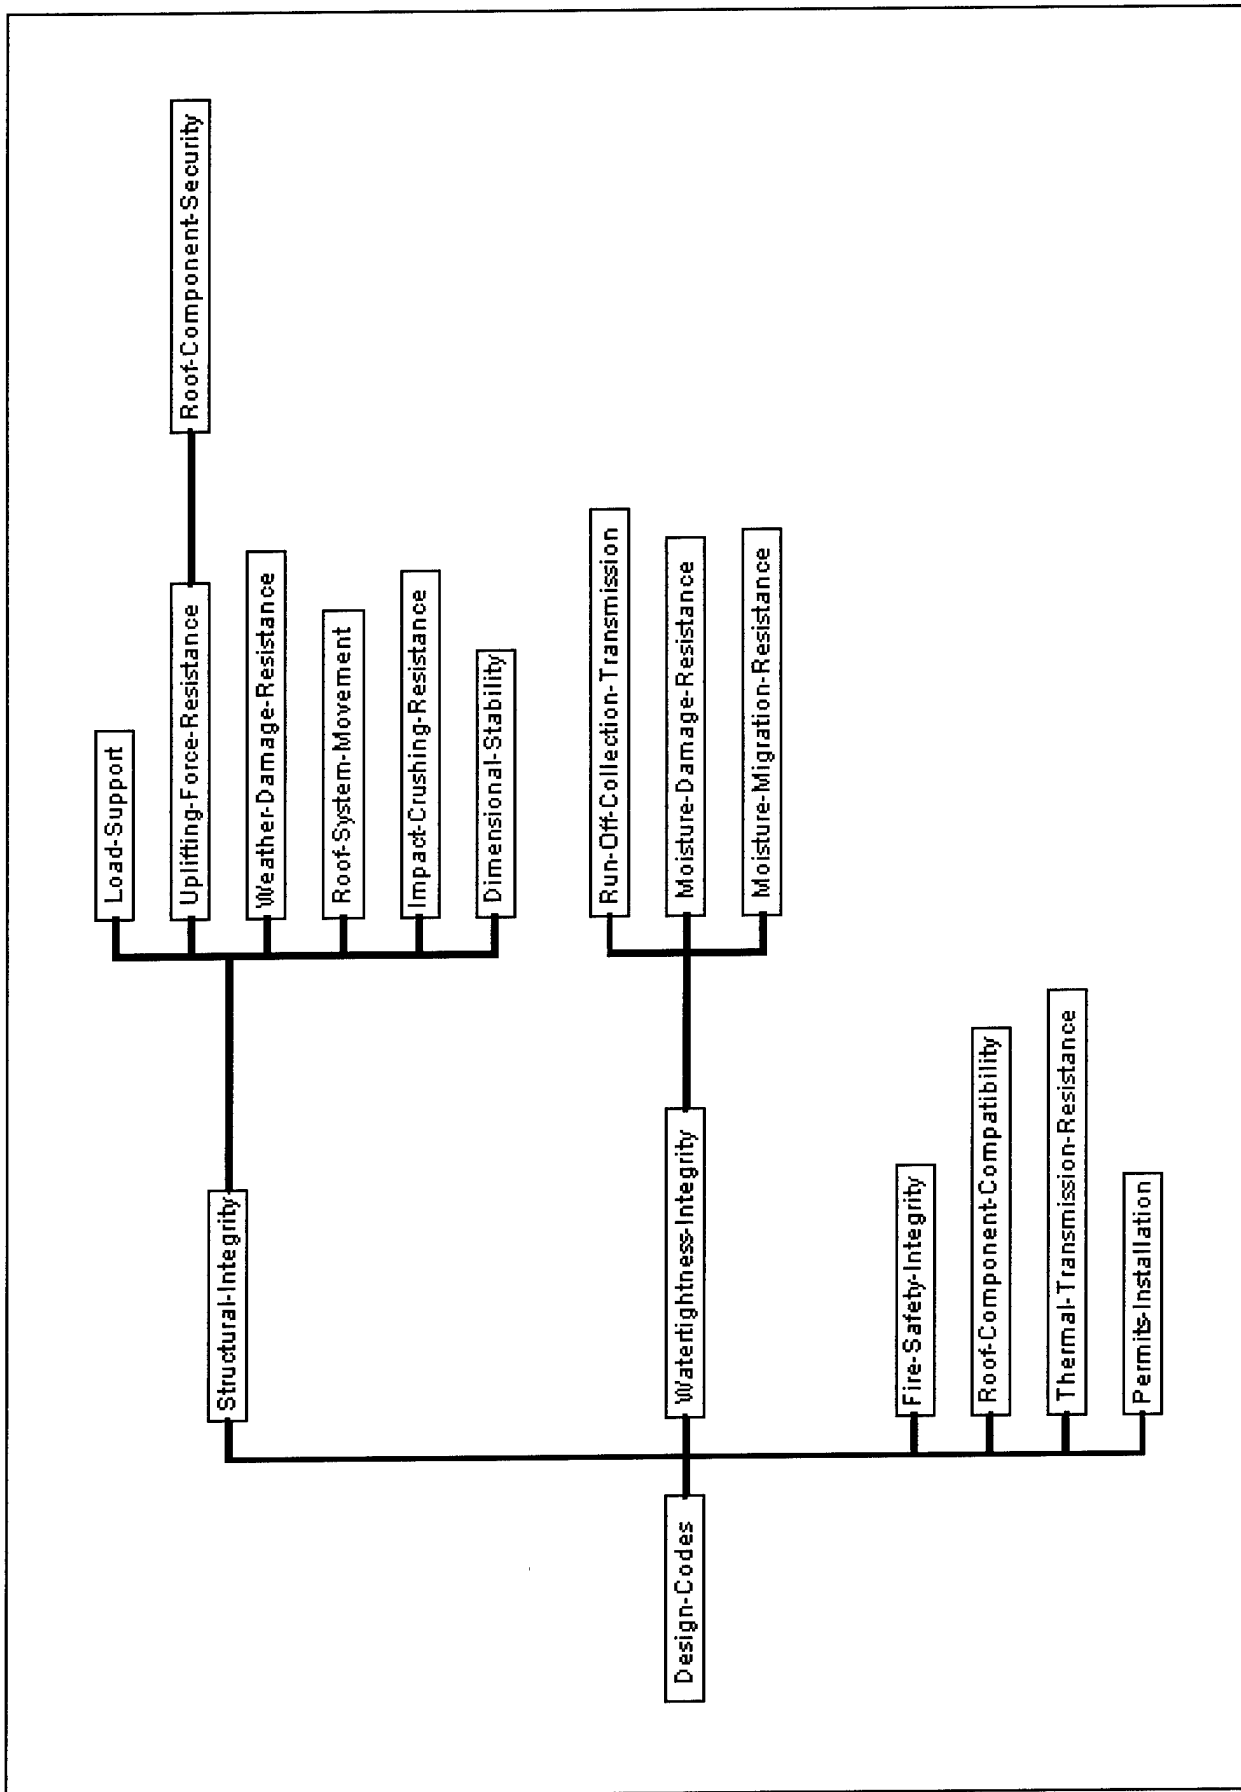 Design-Codes
Structural-Integrity
Load-Support
Uplifting-Force-Resistance
Roof-Component-Security
Weather-Damage-Resistance
Roof-System-Movement
Impact-Crushing-Resistance
Dimensional-Stability
Watertightness-Integrity
Run-Off-Collection-Transmission
Moisture-Damage-Resistance
Moisture-Migration-Resistance
Fire-Safety-Integrity
Roof-Component-Compatibility
Thermal-Transmission-Resistance
Permits-Installation